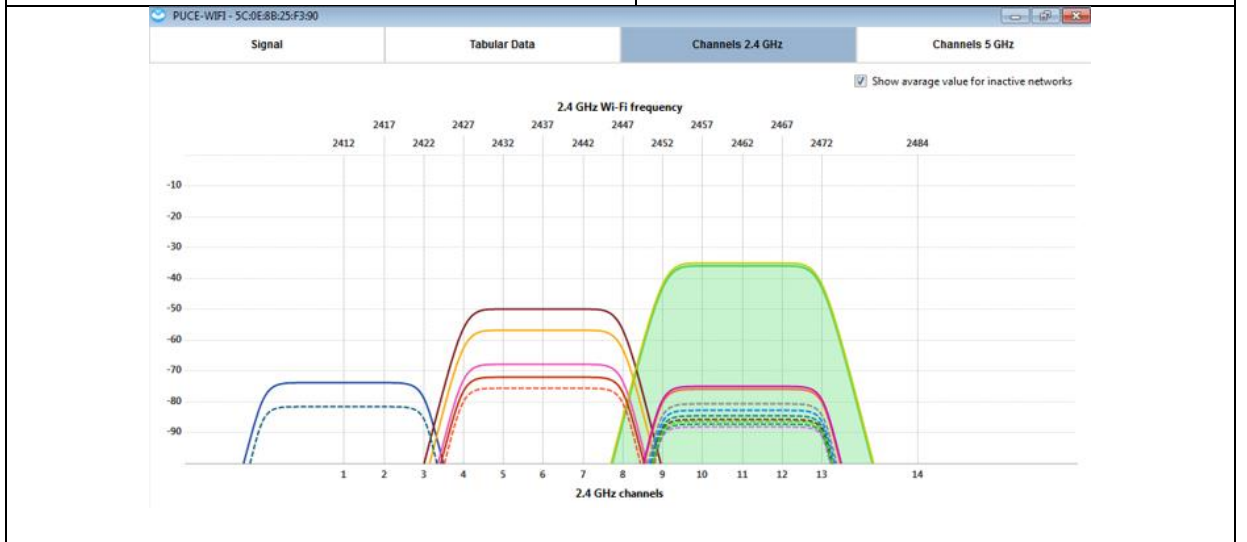 PUCE-WIFI - 5C:0E:8B:25:F3:90
Signal Tabular Data Channels 2.4 GHz Channels 5 GHz
Show avarage value for inactive networks
2.4 GHz Wi-Fi frequency
2417 2427 2437 2447 2457 2467
2412 2422 2432 2442 2452 2462 2472 2484
-10
-20
-30
-40
-50
-60
-70
-80
-90
1 2 3 4 5 6 7 8 9 10 11 12 13 14
2.4 GHz channels